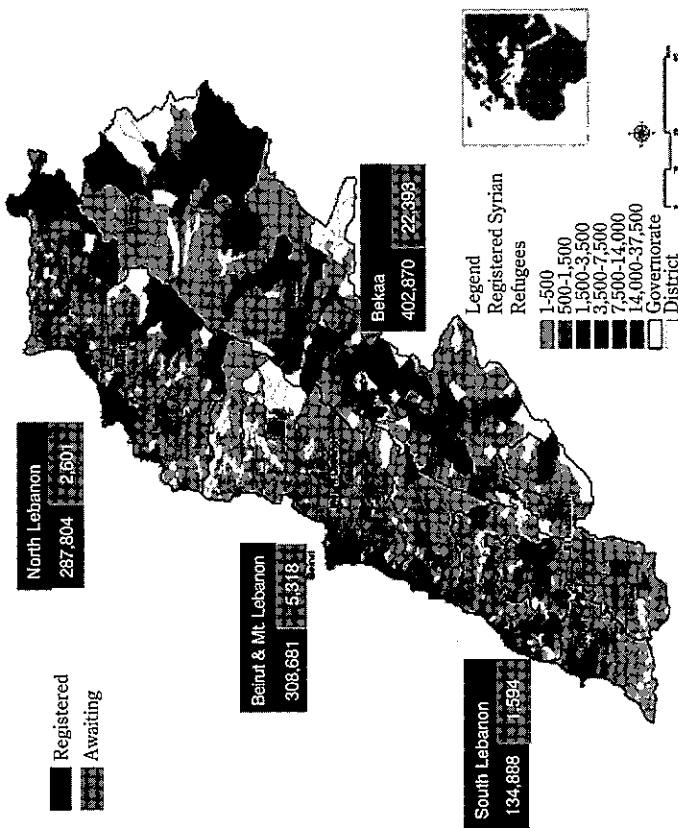 Registered
Awaiting
North Lebanon
287,804 2,601
Beirut & Mt. Lebanon
308,681 5,318
South Lebanon
134,888 1,594
Bekaa
402,870 22,393
Legend
Registered Syrian
Refugees
1-500
500-1,500
1,500-3,500
3,500-7,500
7,500-14,000
14,000-37,500
Governorate
District